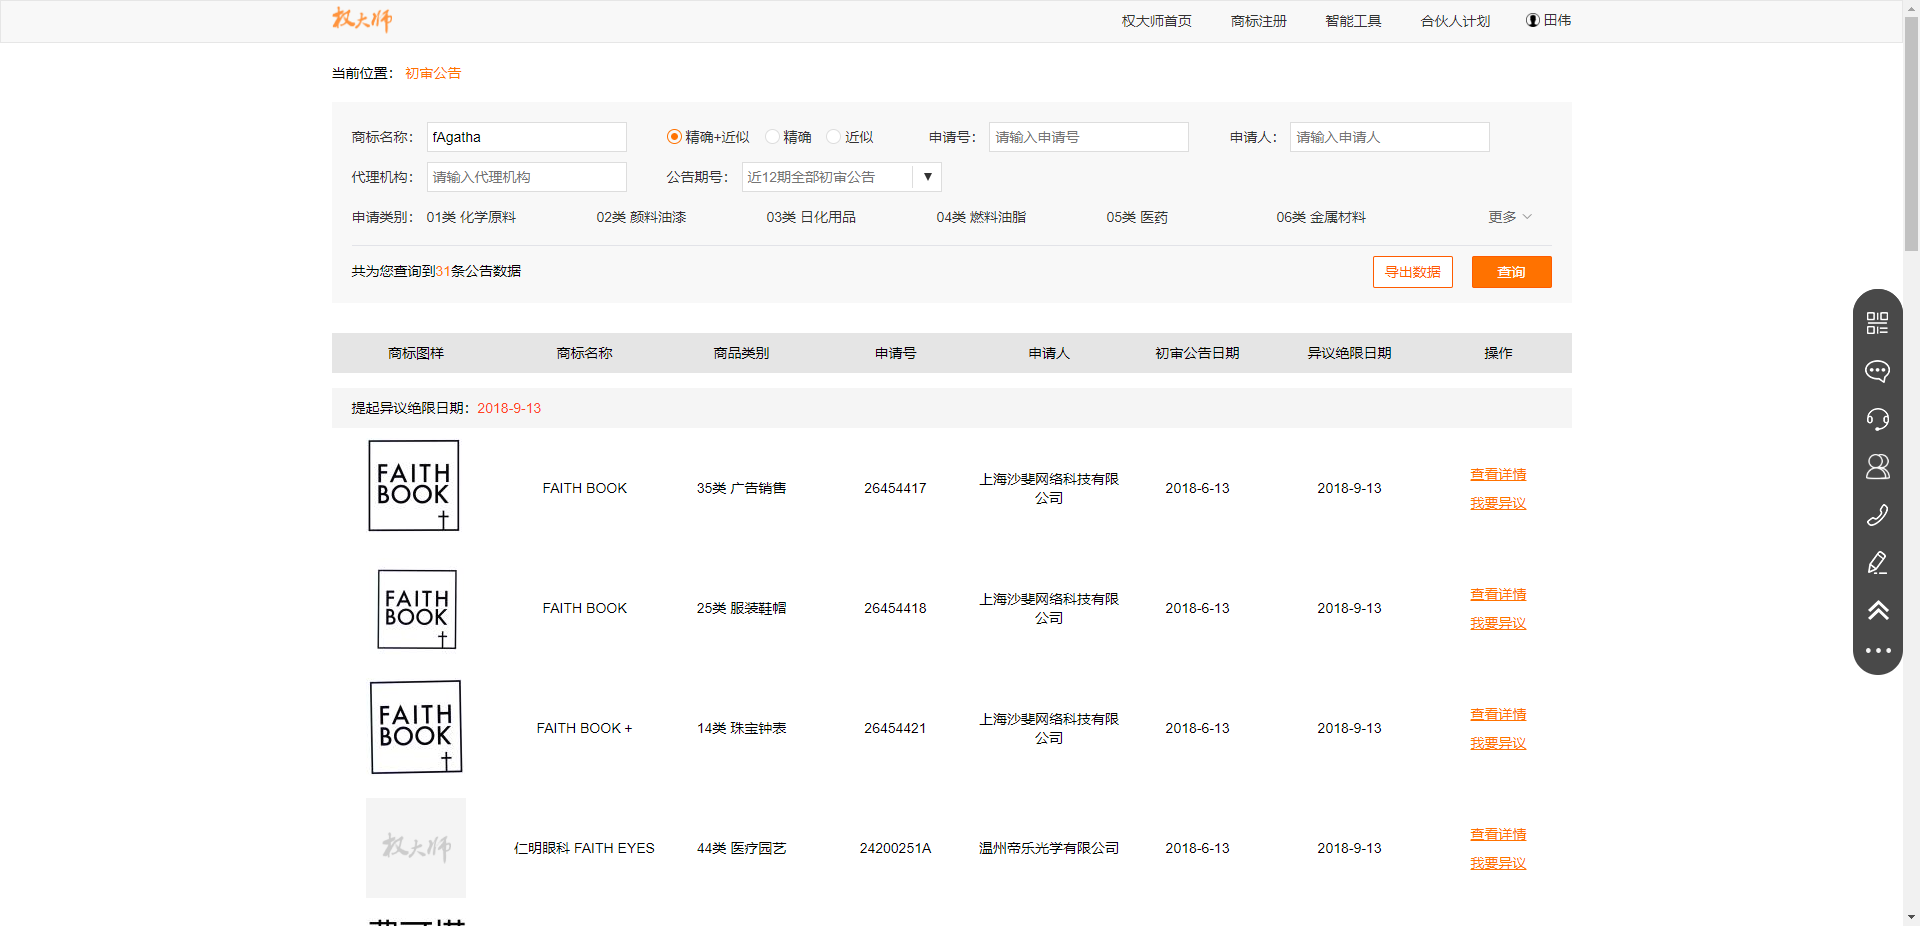 权大师 权大师首页 商标注册 智能工具 合伙人计划 田伟
当前位置： 初审公告
商标名称： fAgatha 精确+近似 精确 近似 申请号： 请输入申请号 申请人： 请输入申请人
代理机构： 请输入代理机构 公告期号： 近12期全部初审公告
申请类别： 01类 化学原料 02类 颜料油漆 03类 日化用品 04类 燃料油脂 05类 医药 06类 金属材料 更多
共为您查询到31条公告数据 导出数据 查询
商标图样 商标名称 商品类别 申请号 申请人 初审公告日期 异议绝限日期 操作
提起异议绝限日期：2018-9-13
FAITH
BOOK
FAITH BOOK 35类 广告销售 26454417 上海沙斐网络科技有限
公司 2018-6-13 2018-9-13 查看详情
我要异议
FAITH
BOOK
FAITH BOOK 25类 服装鞋帽 26454418 上海沙斐网络科技有限
公司 2018-6-13 2018-9-13 查看详情
我要异议
FAITH
BOOK
FAITH BOOK + 14类 珠宝钟表 26454421 上海沙斐网络科技有限
公司 2018-6-13 2018-9-13 查看详情
我要异议
权大师
仁明眼科 FAITH EYES 44类 医疗园艺 24200251A 温州帝乐光学有限公司 2018-6-13 2018-9-13 查看详情
我要异议